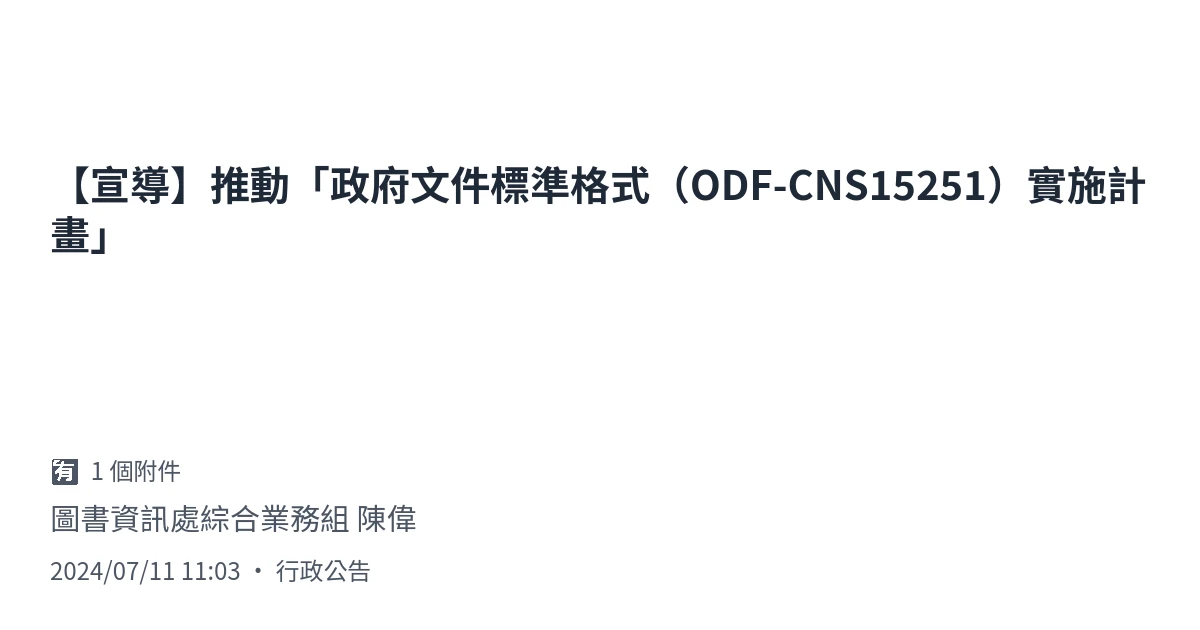 【宣導】推動「政府文件標準格式（ODF-CNS15251）實施計
畫」
🈶 1 個附件
圖書資訊處綜合業務組 陳偉
2024/07/11 11:03 • 行政公告